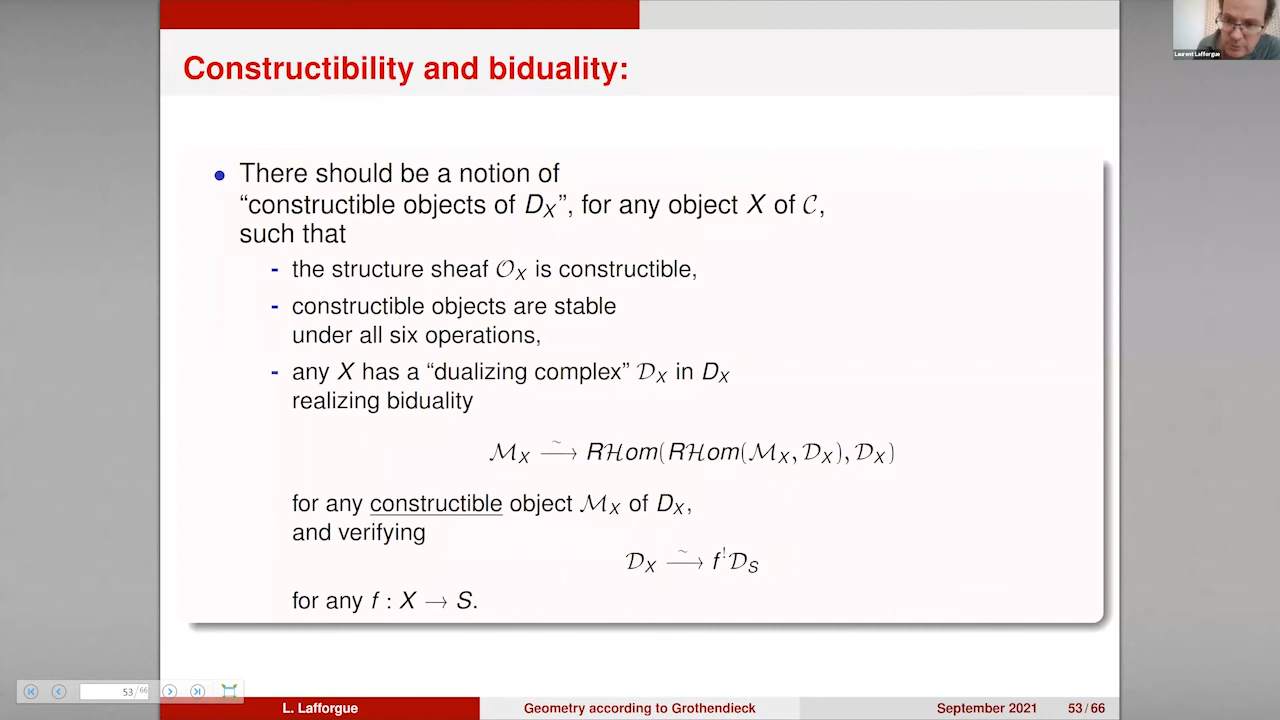 Laurent Lafforgue
Constructibility and biduality:
• There should be a notion of
“constructible objects of D_X”, for any object X of 𝒞,
such that
- the structure sheaf 𝒪_X is constructible,
- constructible objects are stable
under all six operations,
- any X has a “dualizing complex” 𝒟_X in D_X
realizing biduality
ℳ_X ⥲ RℋOm(RℋOm(ℳ_X, 𝒟_X), 𝒟_X)
for any constructible object ℳ_X of D_X,
and verifying
𝒟_X ⥲ f^! 𝒟_S
for any f : X → S.
53/66
L. Lafforgue
Geometry according to Grothendieck
September 2021
53 / 66